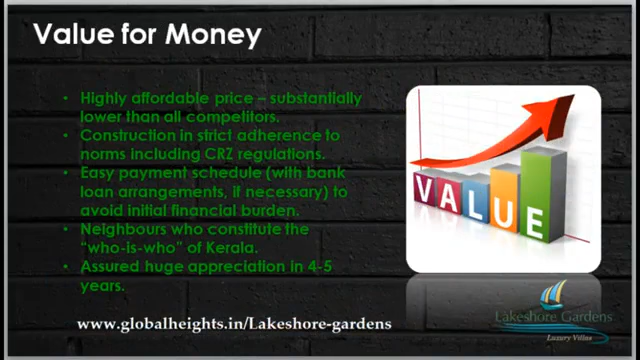 Value for Money
• Highly affordable price – substantially
lower than all competitors.
• Construction in strict adherence to
norms including CRZ regulations.
• Easy payment schedule (with bank
loan arrangements, if necessary) to
avoid initial financial burden.
• Neighbours who constitute the
“who-is-who” of Kerala.
• Assured huge appreciation in 4-5
years.
VALUE
www.globalheights.in/Lakeshore-gardens
Lakeshore Gardens
Luxury Villas